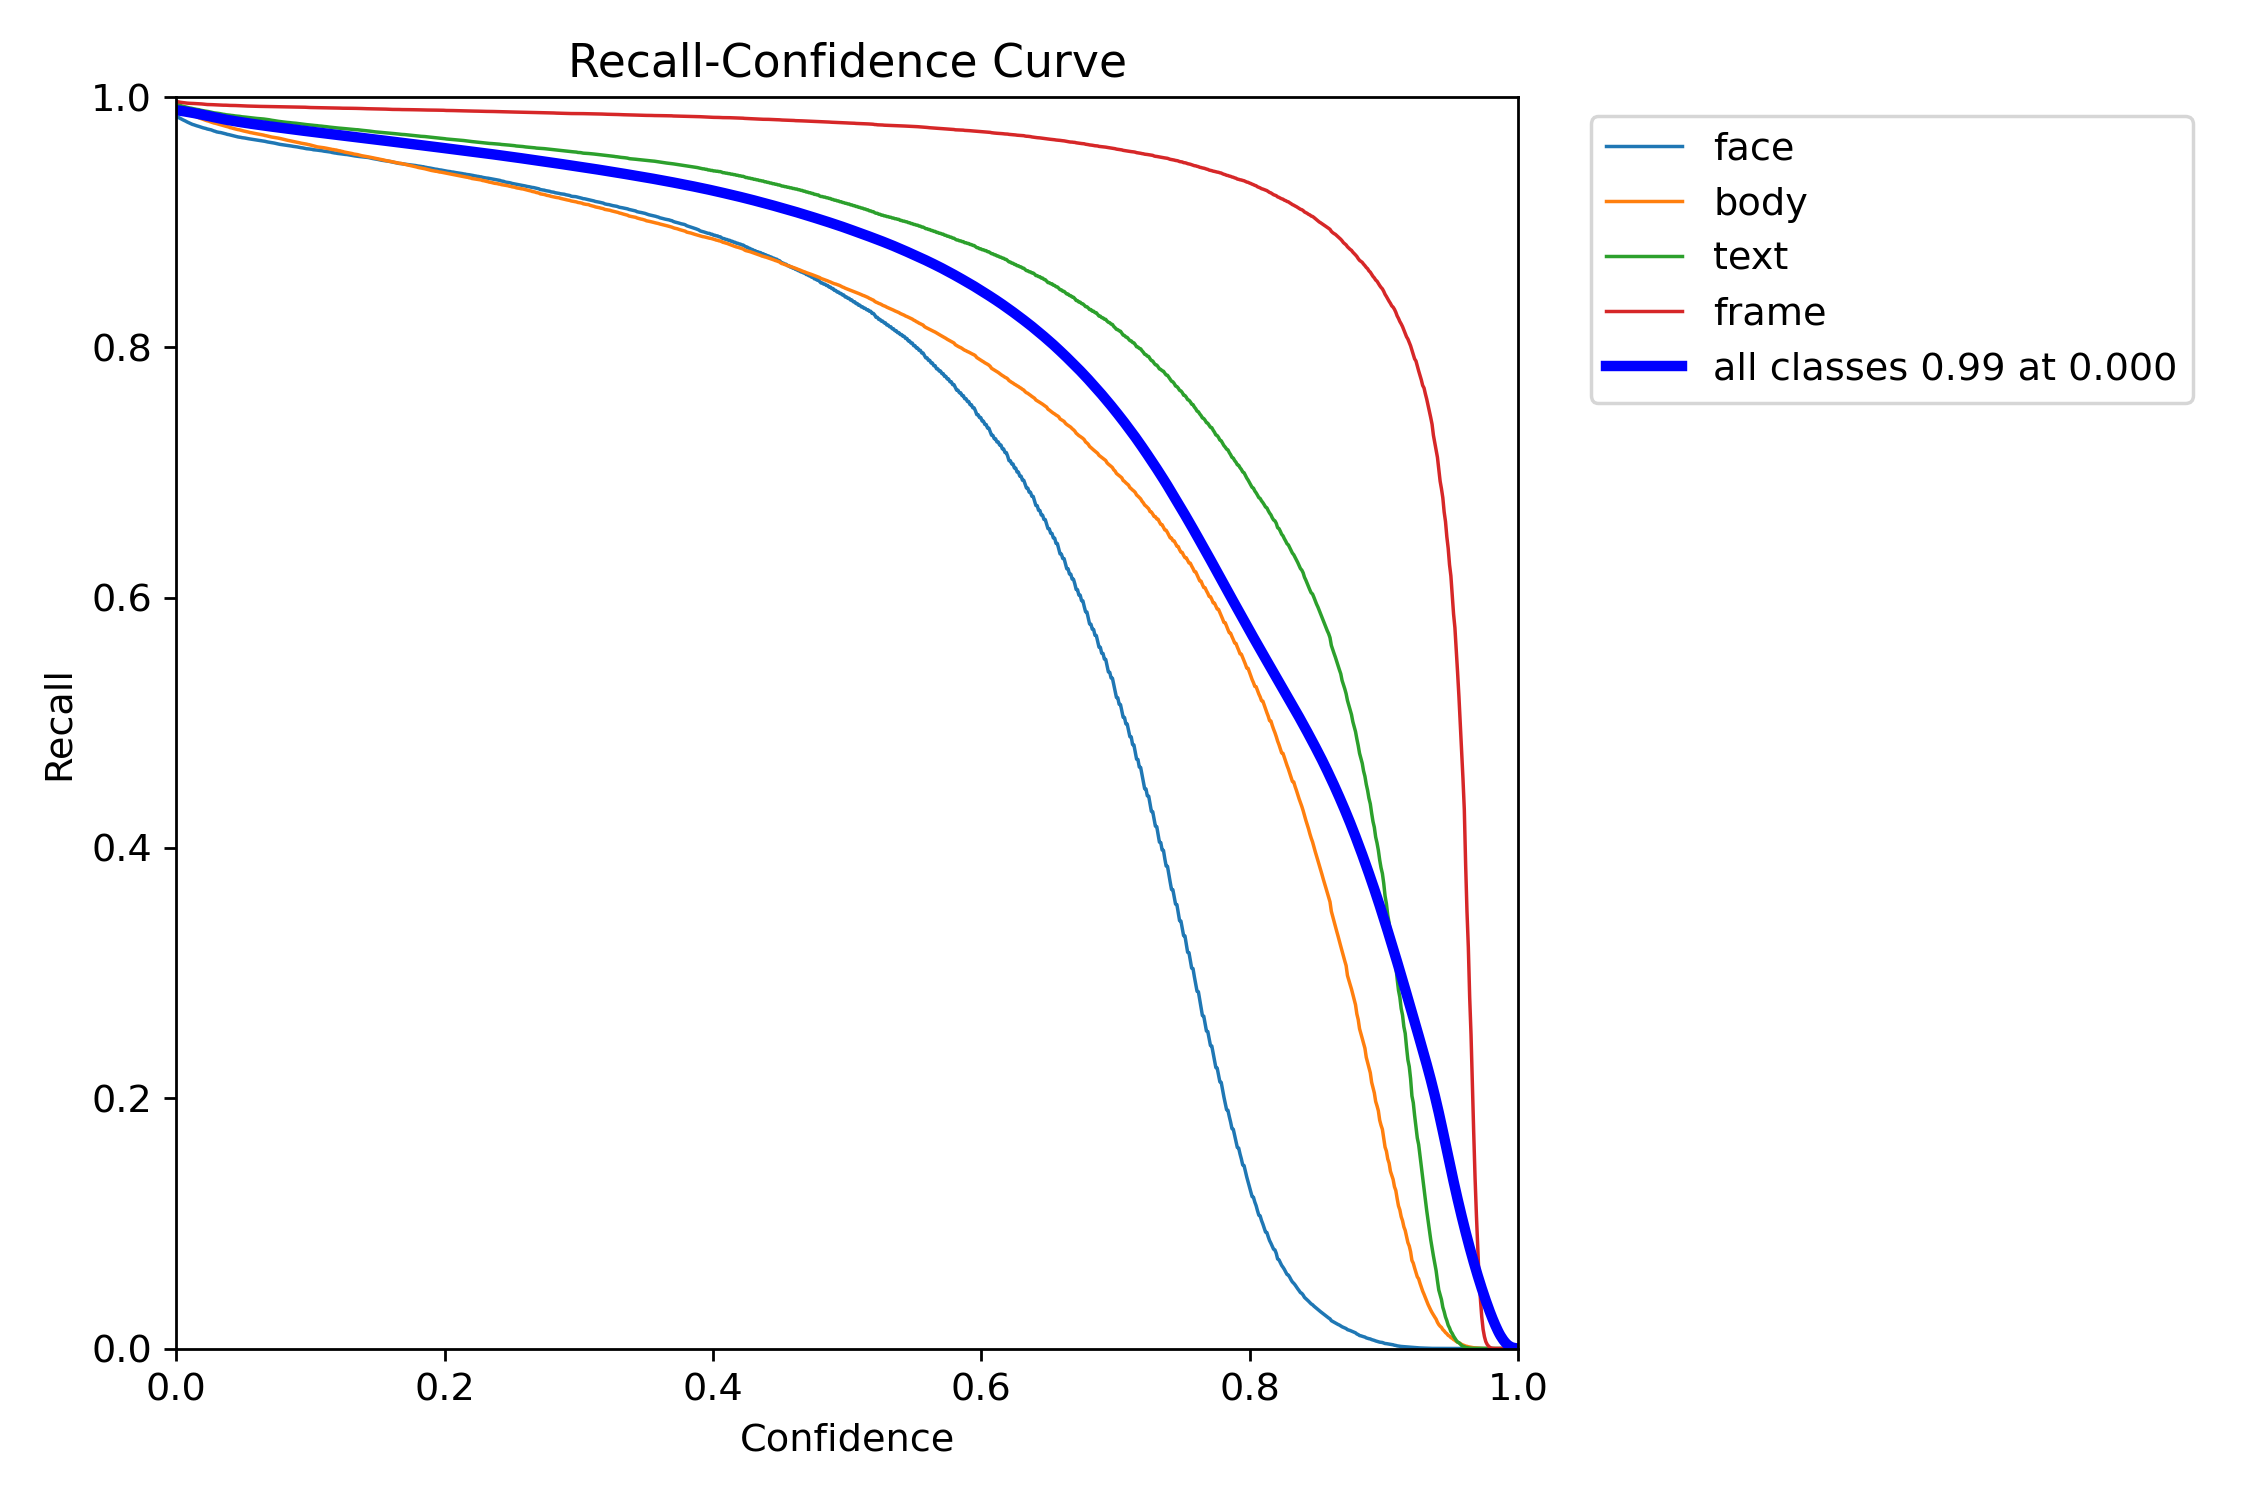 Recall-Confidence Curve
1.0
0.8
0.6
0.4
0.2
0.0
Recall
0.0 0.2 0.4 0.6 0.8 1.0
Confidence
face
body
text
frame
all classes 0.99 at 0.000